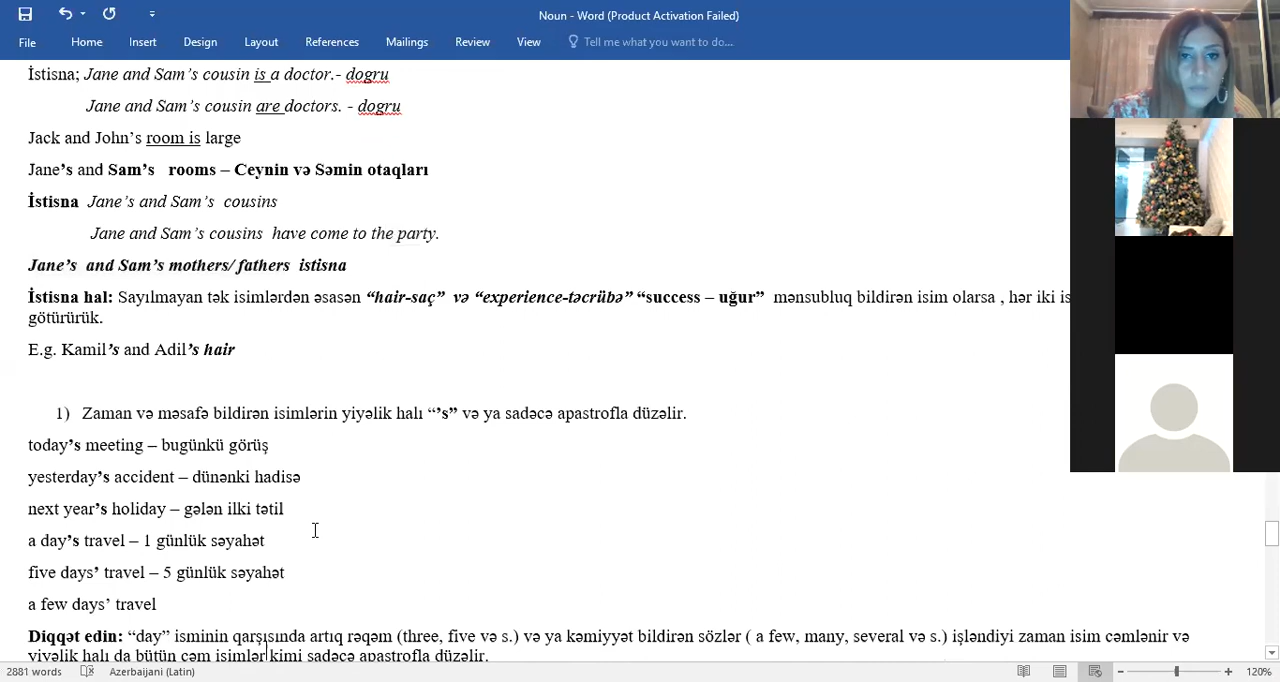 Noun - Word (Product Activation Failed)
File Home Insert Design Layout References Mailings Review View Tell me what you want to do...
İstisna; Jane and Sam’s cousin is a doctor.- dogru
Jane and Sam’s cousin are doctors. - dogru
Jack and John’s room is large
Jane’s and Sam’s rooms – Ceynin və Səmin otaqları
İstisna Jane’s and Sam’s cousins
Jane and Sam’s cousins have come to the party.
Jane’s and Sam’s mothers/ fathers istisna
İstisna hal: Sayılmayan tək isimlərdən əsasən “hair-saç” və “experience-təcrübə” “success – uğur” mənsubluq bildirən isim olarsa , hər iki is
götürürük.
E.g. Kamil’s and Adil’s hair
1) Zaman və məsafə bildirən isimlərin yiyəlik halı “’s” və ya sadəcə apastrofla düzəlir.
today’s meeting – bugünkü görüş
yesterday’s accident – dünənki hadisə
next year’s holiday – gələn ilki tətil
a day’s travel – 1 günlük səyahət
five days’ travel – 5 günlük səyahət
a few days’ travel
Diqqət edin: “day” isminin qarşısında artıq rəqəm (three, five və s.) və ya kəmiyyət bildirən sözlər ( a few, many, several və s.) işləndiyi zaman isim cəmlənir və
yiyəlik halı da bütün cəm isimlər kimi sadəcə apastrofla düzəlir.
2881 words Azerbaijani (Latin) 120%